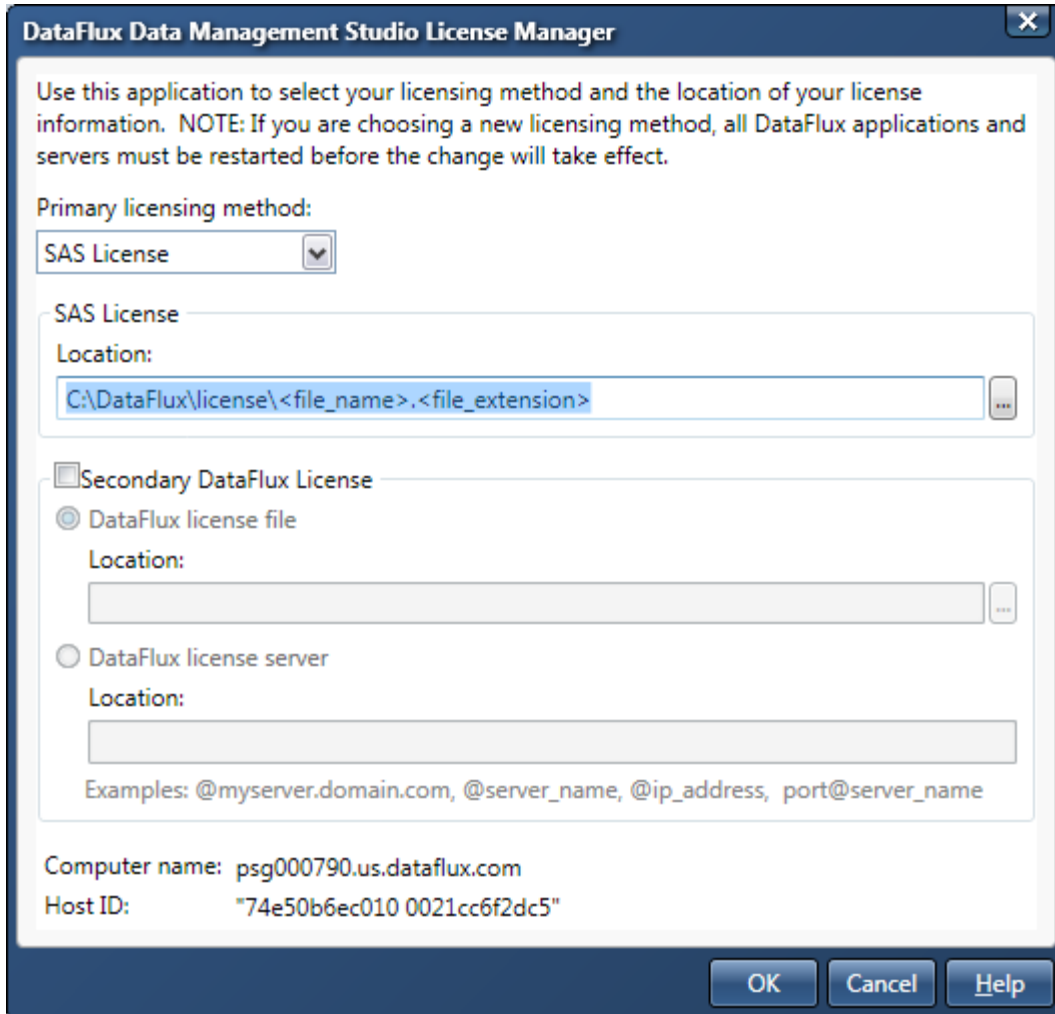 DataFlux Data Management Studio License Manager
Use this application to select your licensing method and the location of your license
information.  NOTE: If you are choosing a new licensing method, all DataFlux applications and
servers must be restarted before the change will take effect.
Primary licensing method:
SAS License
SAS License
Location:
C:\DataFlux\license\<file_name>.<file_extension>
...
Secondary DataFlux License
DataFlux license file
Location:
...
DataFlux license server
Location:
Examples: @myserver.domain.com, @server_name, @ip_address,  port@server_name
Computer name: psg000790.us.dataflux.com
Host ID: "74e50b6ec010 0021cc6f2dc5"
OK Cancel Help